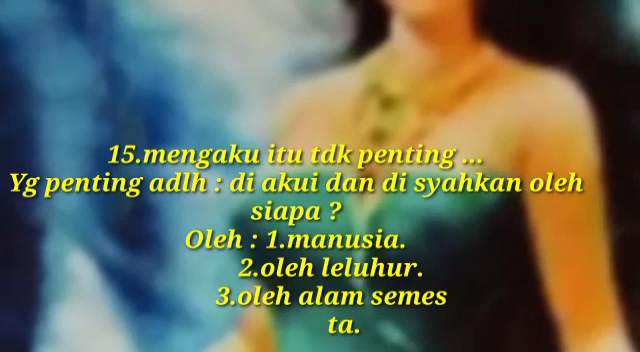 15.mengaku itu tdk penting ...
Yg penting adlh : di akui dan di syahkan oleh
siapa ?
Oleh : 1.manusia.
2.oleh leluhur.
3.oleh alam semes
ta.